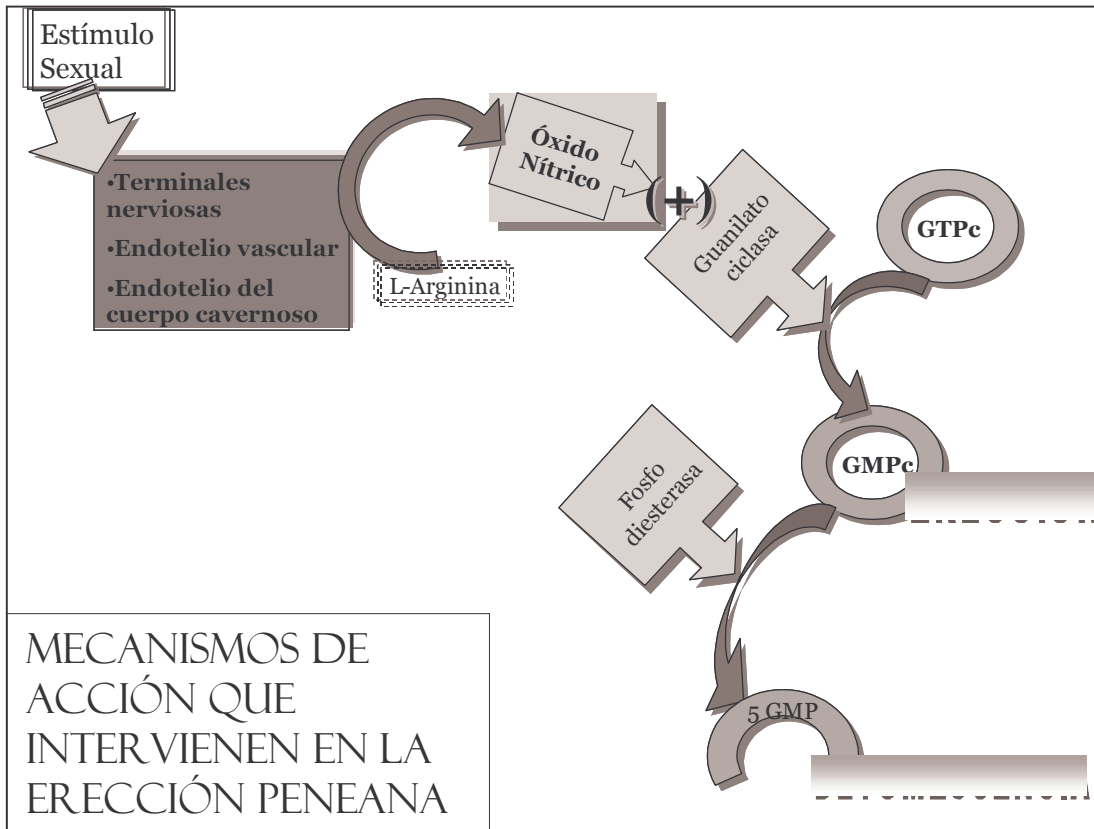 Estímulo
Sexual
•Terminales
nerviosas
•Endotelio vascular
•Endotelio del
cuerpo cavernoso
L-Arginina
Óxido
Nítrico
(+)
Guanilato
ciclasa
GTPc
GMPc
Fosfo
diesterasa
5 GMP
MECANISMOS DE
ACCIÓN QUE
INTERVIENEN EN LA
ERECCIÓN PENEANA